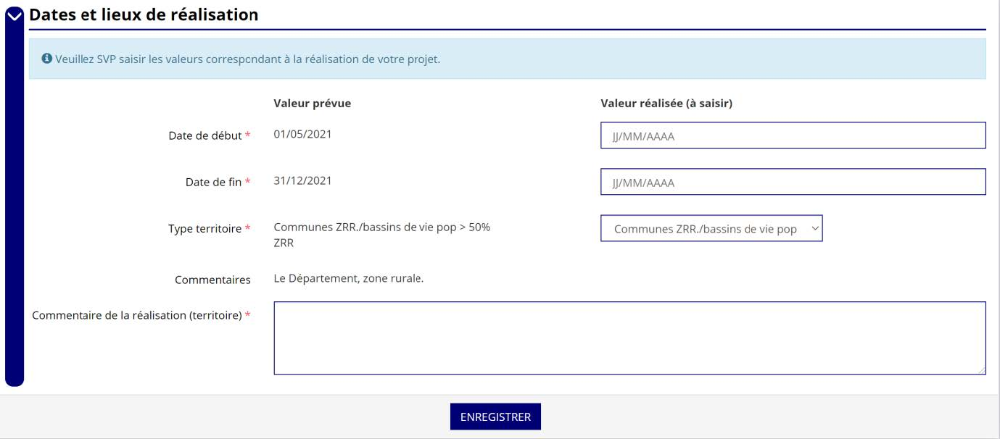 Dates et lieux de réalisation
Veuillez SVP saisir les valeurs correspondant à la réalisation de votre projet.
Valeur prévue
Valeur réalisée (à saisir)
Date de début *
01/05/2021
JJ/MM/AAAA
Date de fin *
31/12/2021
JJ/MM/AAAA
Type territoire *
Communes ZRR./bassins de vie pop > 50%
ZRR
Communes ZRR./bassins de vie pop
Commentaires
Le Département, zone rurale.
Commentaire de la réalisation (territoire) *
ENREGISTRER